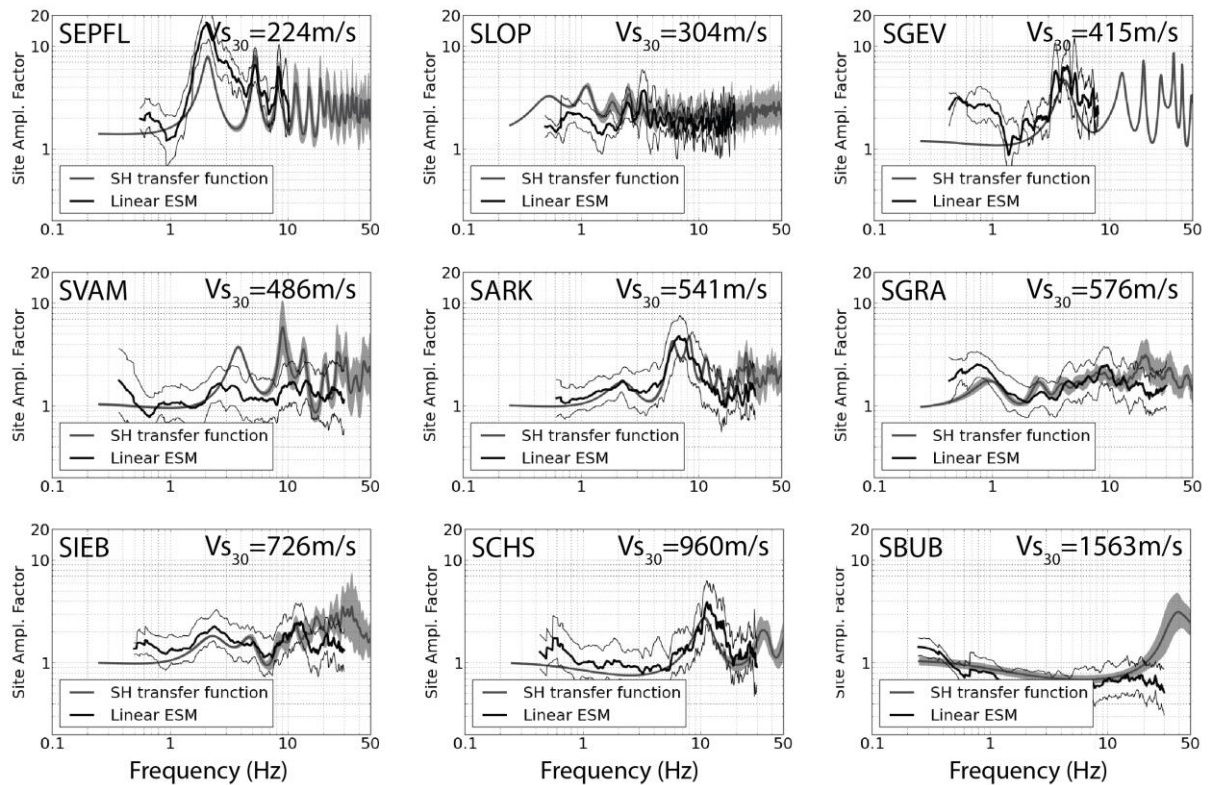 SEPFL Vs30=224m/s
20
10
1
Site Ampl. Factor
SH transfer function
Linear ESM
0.1 1 10 50
SLOP Vs30=304m/s
20
10
1
Site Ampl. Factor
SH transfer function
Linear ESM
0.1 1 10 50
SGEV Vs30=415m/s
20
10
1
Site Ampl. Factor
SH transfer function
Linear ESM
0.1 1 10 50
SVAM Vs30=486m/s
20
10
1
Site Ampl. Factor
SH transfer function
Linear ESM
0.1 1 10 50
SARK Vs30=541m/s
20
10
1
Site Ampl. Factor
SH transfer function
Linear ESM
0.1 1 10 50
SGRA Vs30=576m/s
20
10
1
Site Ampl. Factor
SH transfer function
Linear ESM
0.1 1 10 50
SIEB Vs30=726m/s
20
10
1
Site Ampl. Factor
SH transfer function
Linear ESM
0.1 1 10 50
Frequency (Hz)
SCHS Vs30=960m/s
20
10
1
Site Ampl. Factor
SH transfer function
Linear ESM
0.1 1 10 50
Frequency (Hz)
SBUB Vs30=1563m/s
20
10
1
Site Ampl. Factor
SH transfer function
Linear ESM
0.1 1 10 50
Frequency (Hz)